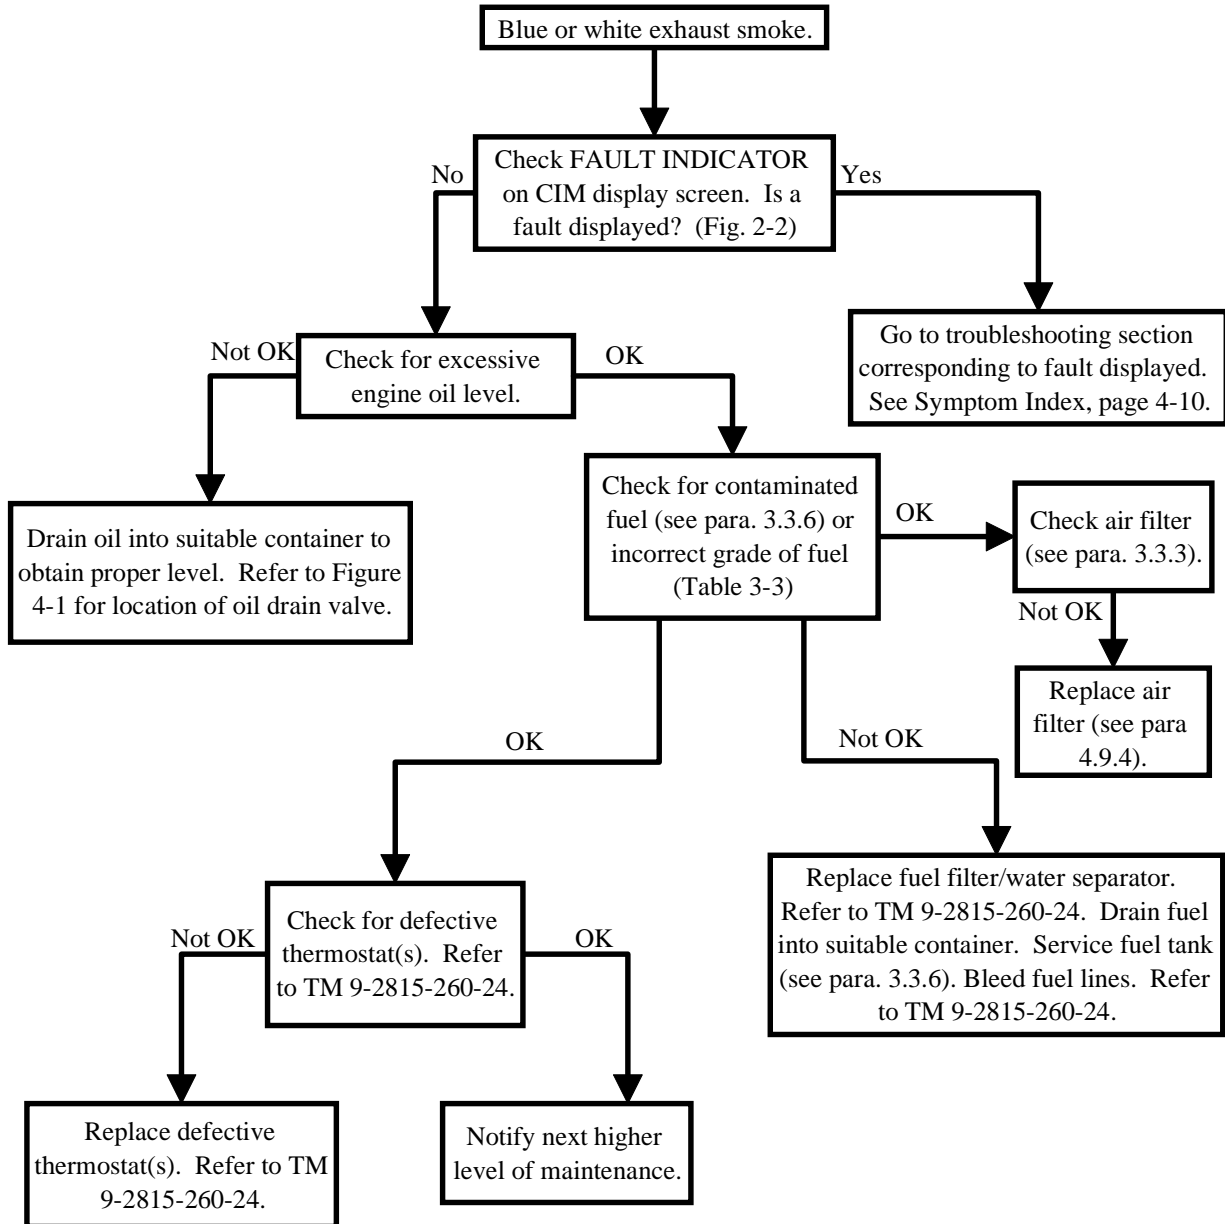 Blue or white exhaust smoke.
Check FAULT INDICATOR
on CIM display screen.  Is a
fault displayed?  (Fig. 2-2)
No
Yes
Go to troubleshooting section
corresponding to fault displayed.
See Symptom Index, page 4-10.
Check for excessive
engine oil level.
Not OK
OK
Drain oil into suitable container to
obtain proper level.  Refer to Figure
4-1 for location of oil drain valve.
Check for contaminated
fuel (see para. 3.3.6) or
incorrect grade of fuel
(Table 3-3)
OK
Check air filter
(see para. 3.3.3).
Not OK
Replace air
filter (see para
4.9.4).
OK
Not OK
Replace fuel filter/water separator.
Refer to TM 9-2815-260-24.  Drain fuel
into suitable container.  Service fuel tank
(see para. 3.3.6). Bleed fuel lines.  Refer
to TM 9-2815-260-24.
Check for defective
thermostat(s).  Refer
to TM 9-2815-260-24.
Not OK
OK
Replace defective
thermostat(s).  Refer to TM
9-2815-260-24.
Notify next higher
level of maintenance.